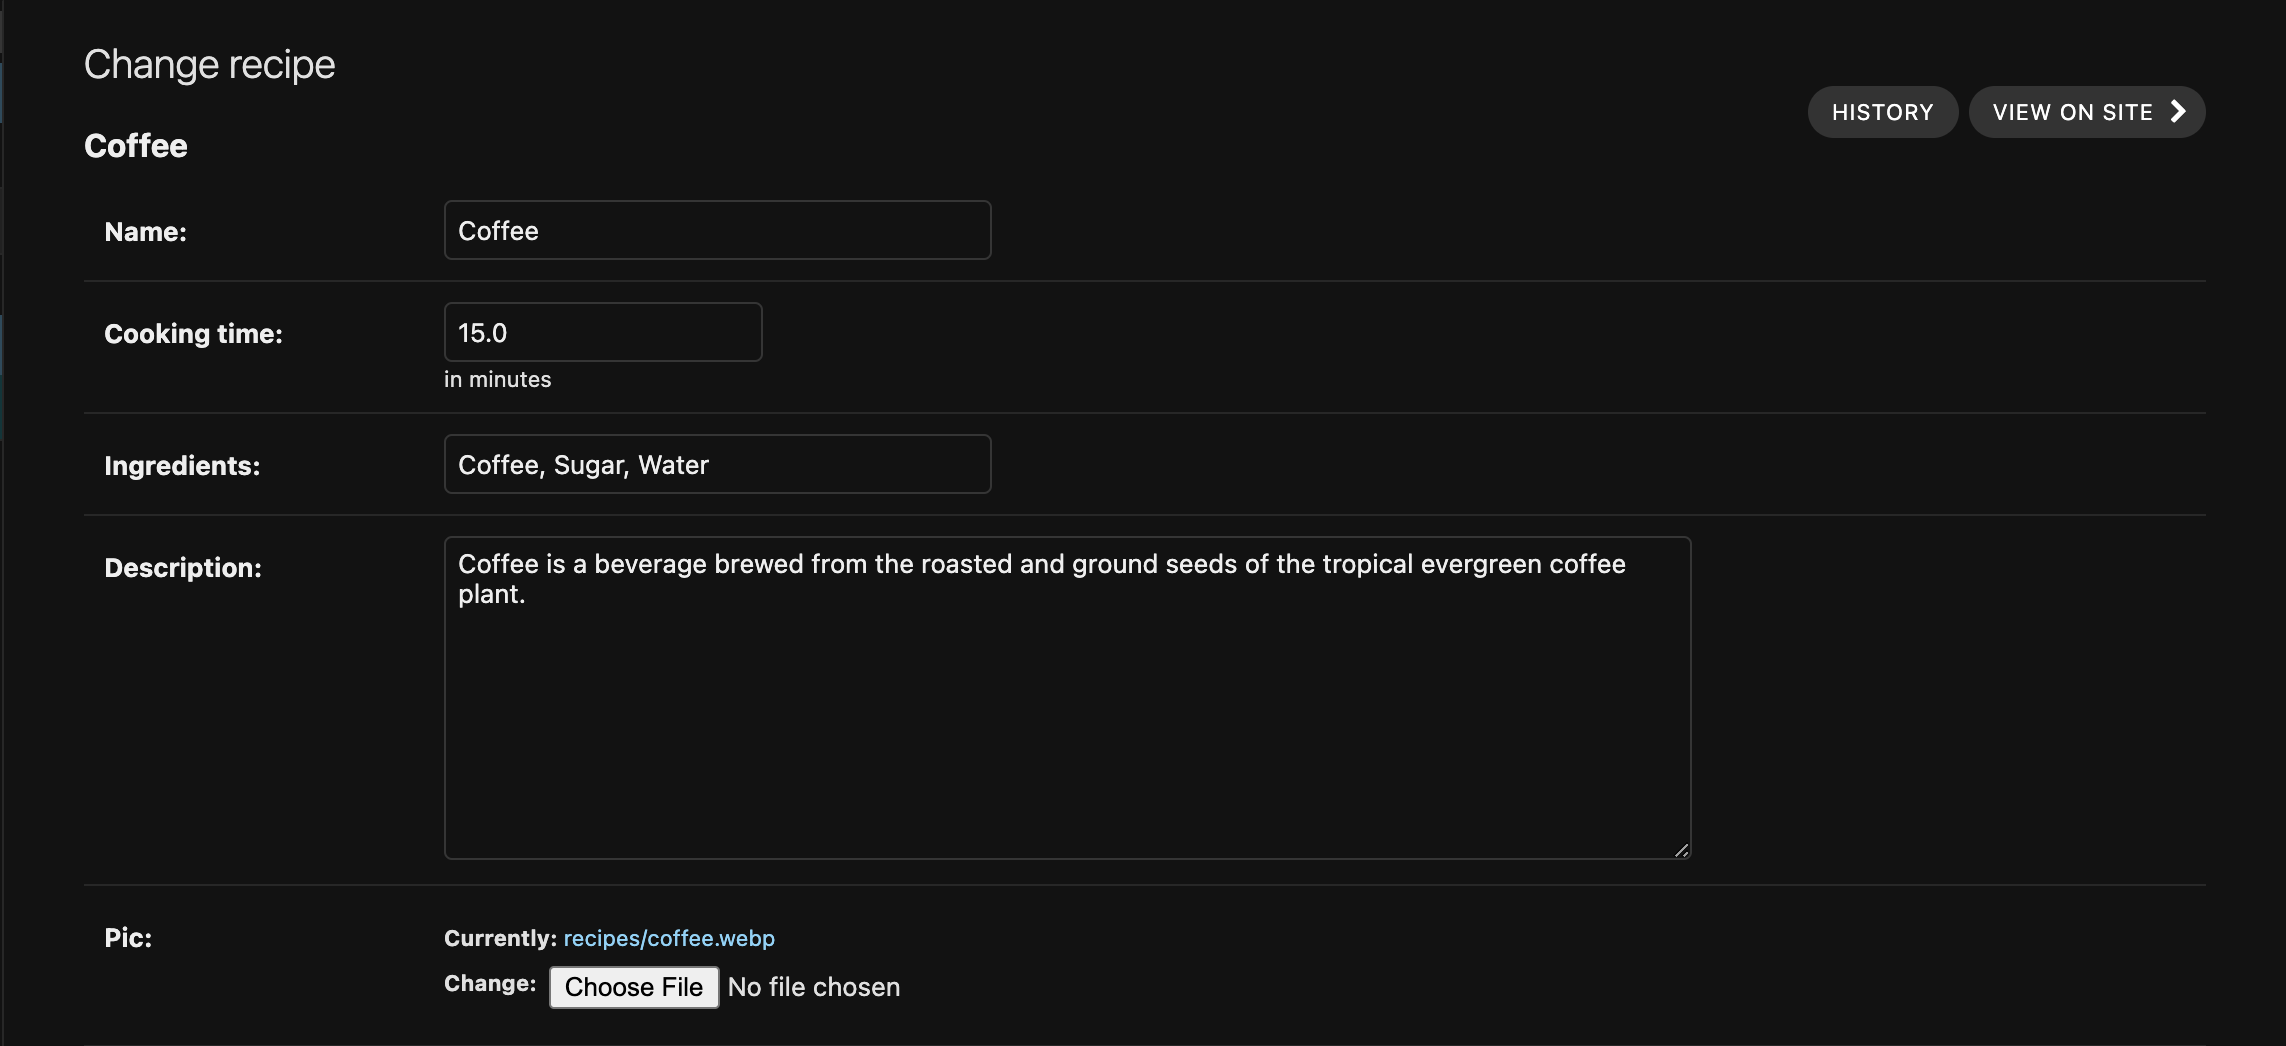 Change recipe
HISTORY
VIEW ON SITE
Coffee
Name:
Coffee
Cooking time:
15.0
in minutes
Ingredients:
Coffee, Sugar, Water
Description:
Coffee is a beverage brewed from the roasted and ground seeds of the tropical evergreen coffee
plant.
Pic:
Currently: recipes/coffee.webp
Change: Choose File No file chosen